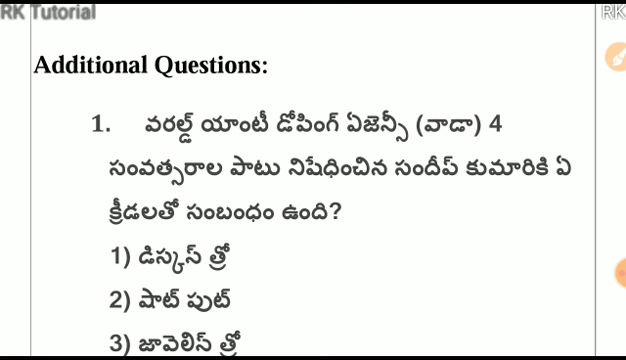 RK Tutorial
RK
Additional Questions:
1. వరల్డ్ యాంటీ డోపింగ్ ఏజెన్సీ (వాడా) 4
సంవత్సరాల పాటు నిషేధించిన సందీప్ కుమారికి ఏ
క్రీడలతో సంబంధం ఉంది?
1) డిస్కస్ త్రో
2) షాట్ పుట్
3) జావెలిన్ త్రో